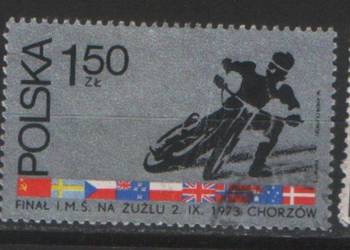 POLSKA
1.50
ZŁ
FINAŁ I.M.Ś. NA ŻUŻLU 2. IX. 1973 CHORZÓW